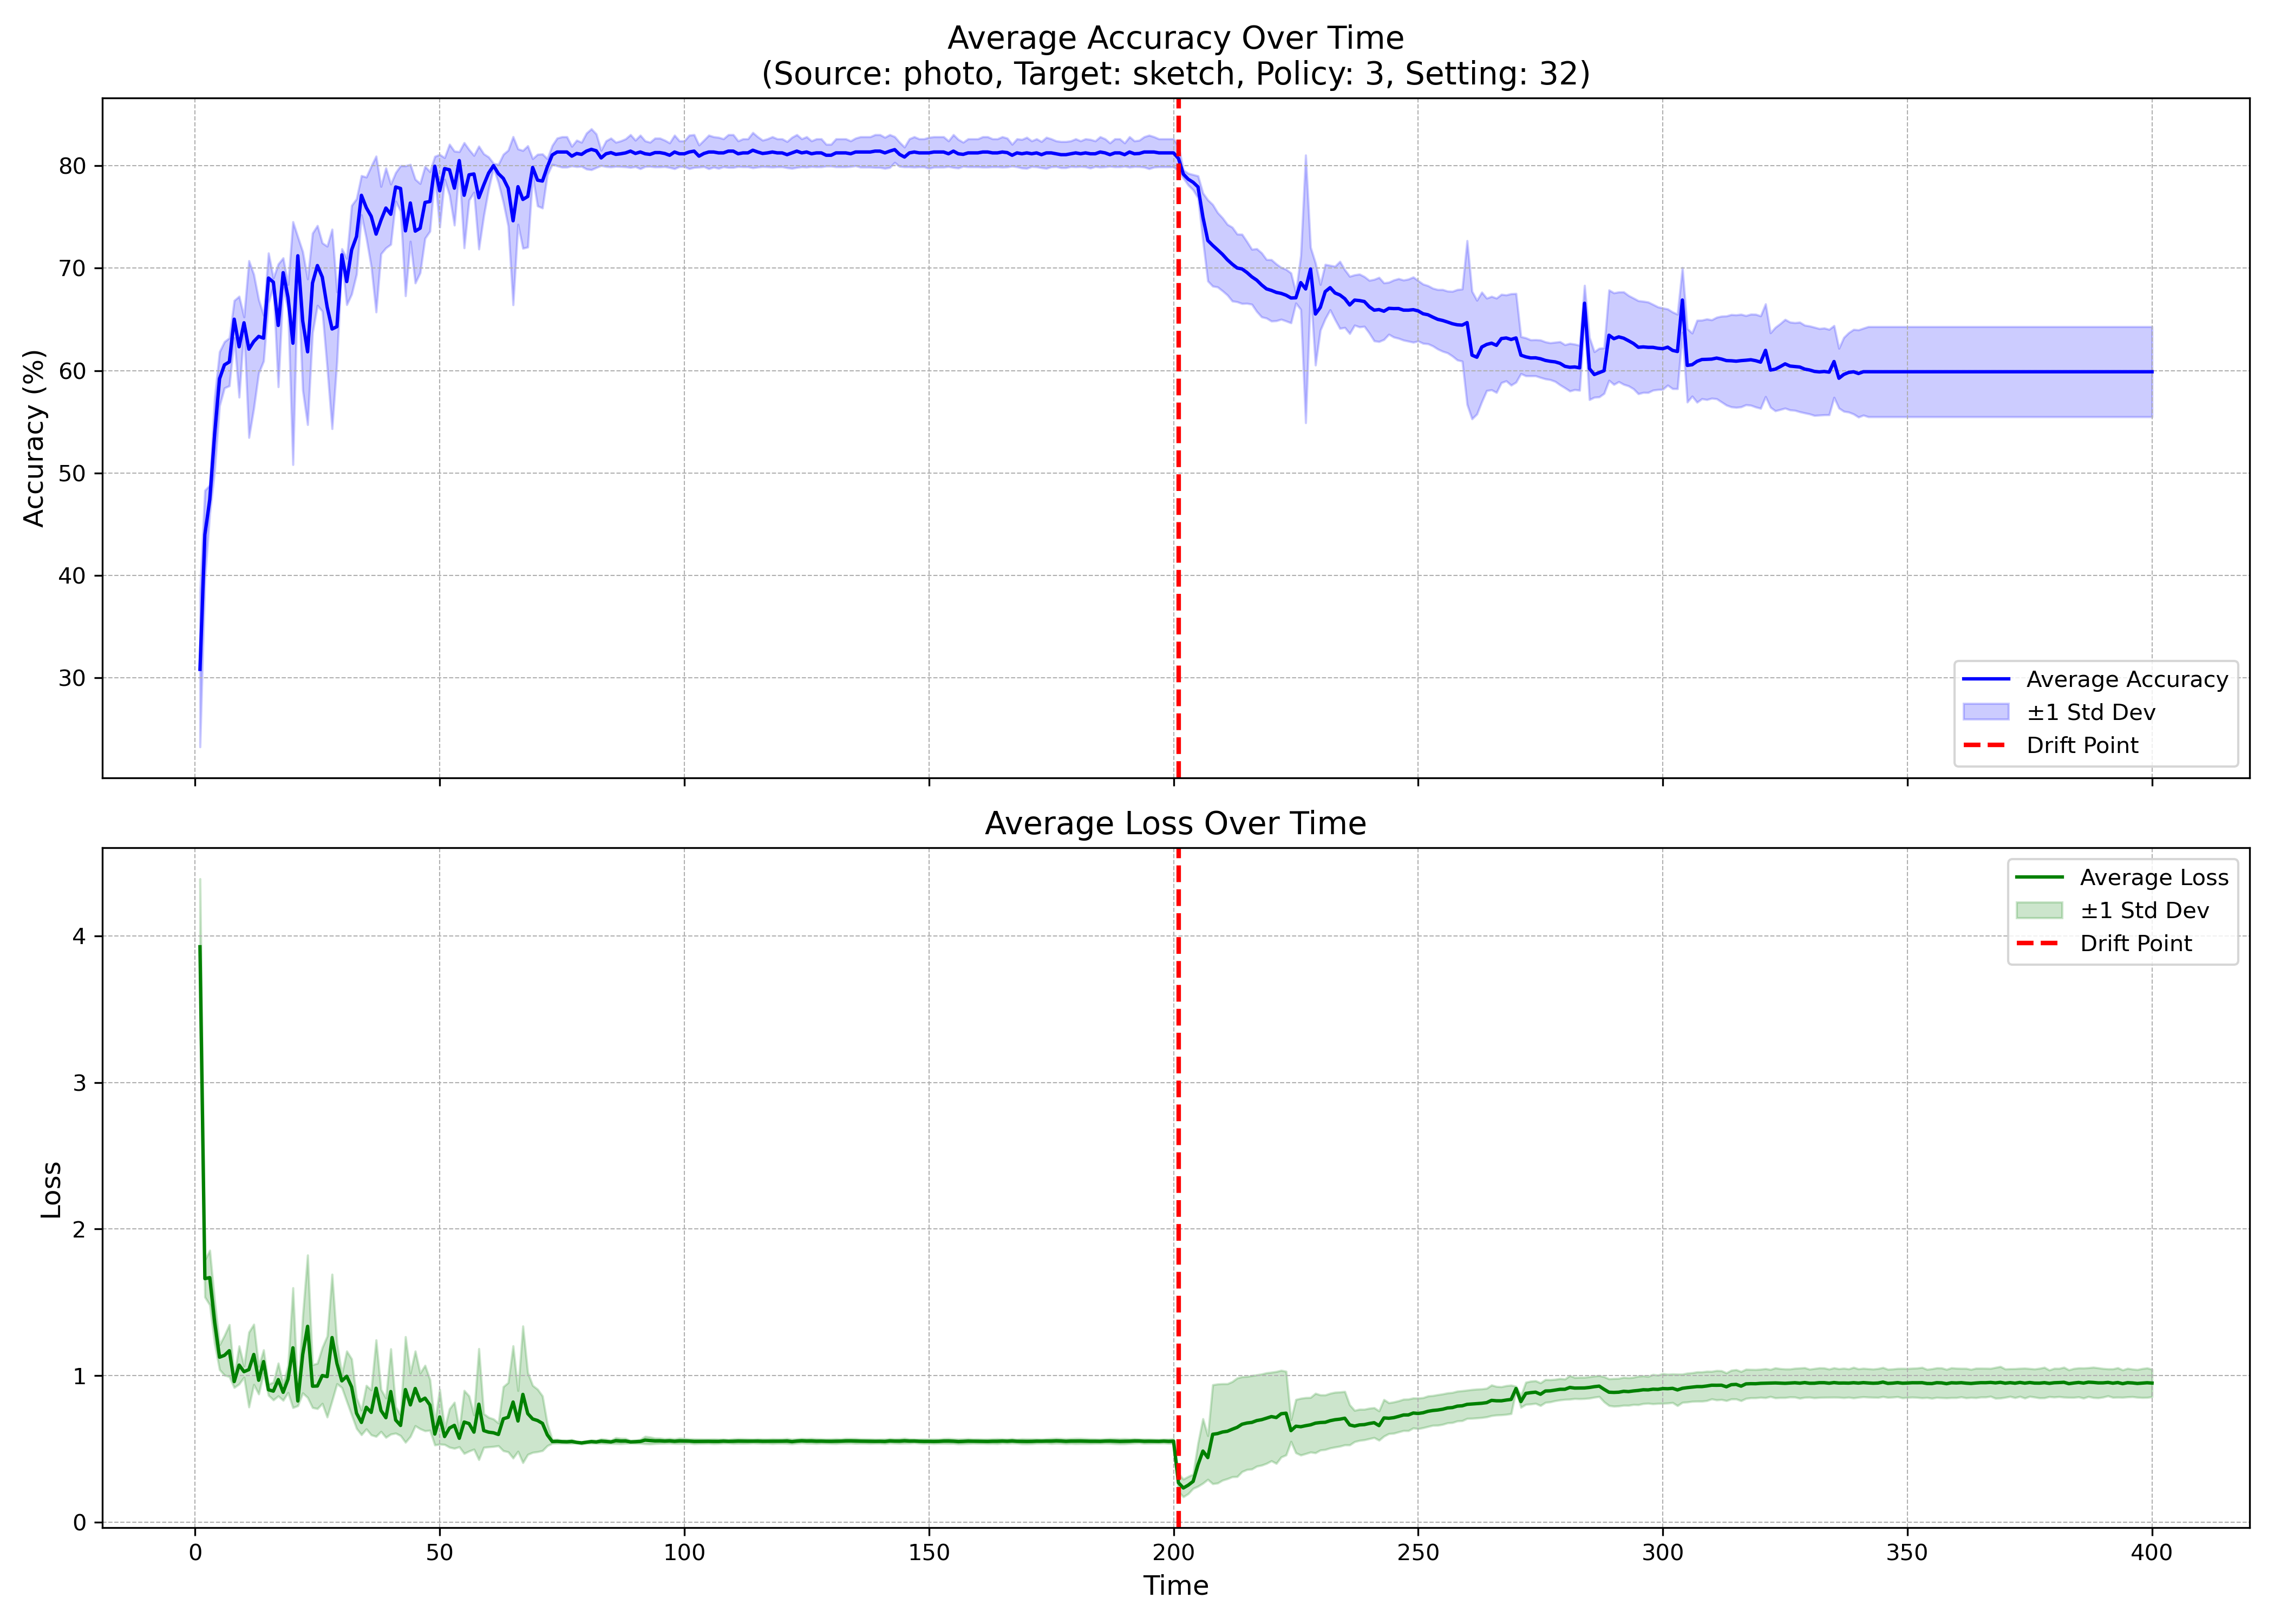 Average Accuracy Over Time
(Source: photo, Target: sketch, Policy: 3, Setting: 32)
Accuracy (%)
80
70
60
50
40
30
Average Accuracy
±1 Std Dev
Drift Point
Average Loss Over Time
Loss
4
3
2
1
0
Average Loss
±1 Std Dev
Drift Point
0 50 100 150 200 250 300 350 400
Time